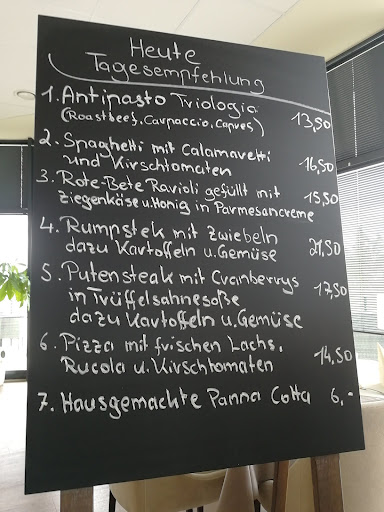 Heute
Tagesempfehlung
1. Antipasto Triologia
(Roastbeef, Carpaccio, Capres) 13,50
2. Spaghetti mit Calamaretti
und Kirschtomaten 16,50
3. Rote-Bete Ravioli gefüllt mit
Ziegenkäse u. Honig in Parmesancreme 15,50
4. Rumpstek mit Zwiebeln
dazu Kartoffeln u. Gemüse 21,50
5. Putensteak mit Cranberrys
in Trüffelsahnesoße 17,50
dazu Kartoffeln u. Gemüse
6. Pizza mit frischen Lachs,
Rucola u. Kirschtomaten 14,50
7. Hausgemachte Panna Cotta 6,-